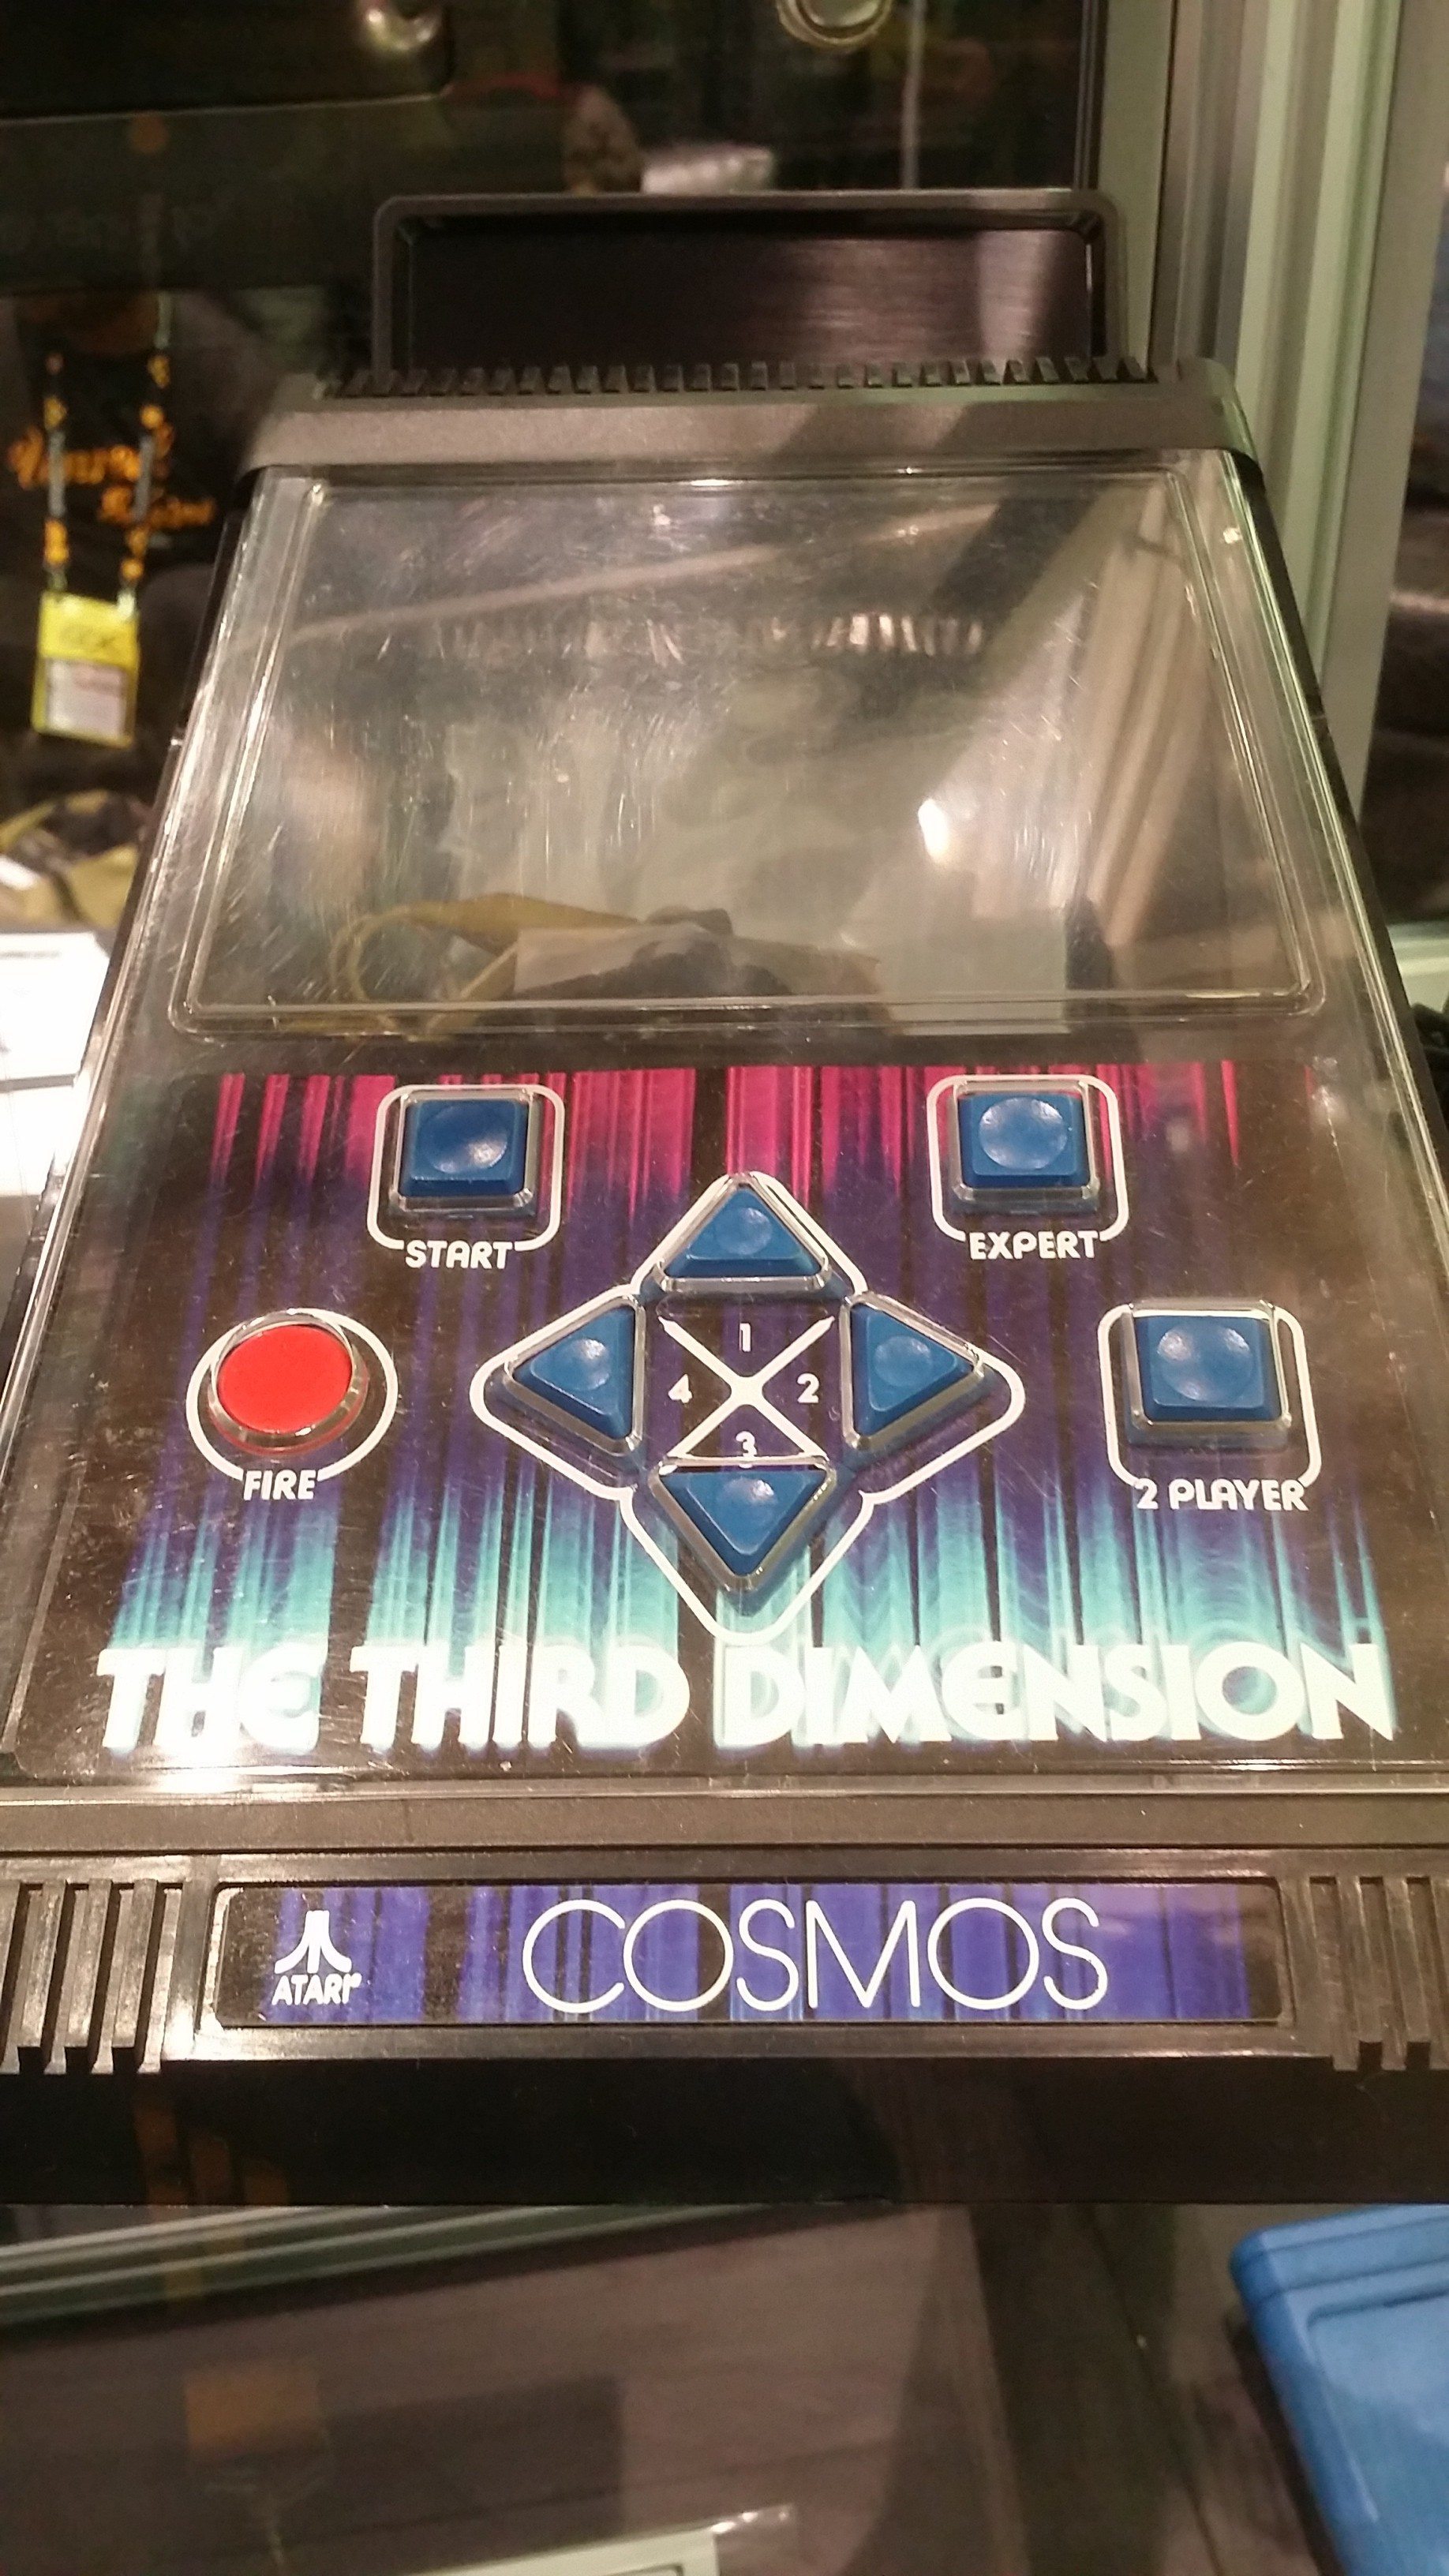 START
EXPERT
1
4 2
3
FIRE
2 PLAYER
THE THIRD DIMENSION
ATARI
COSMOS